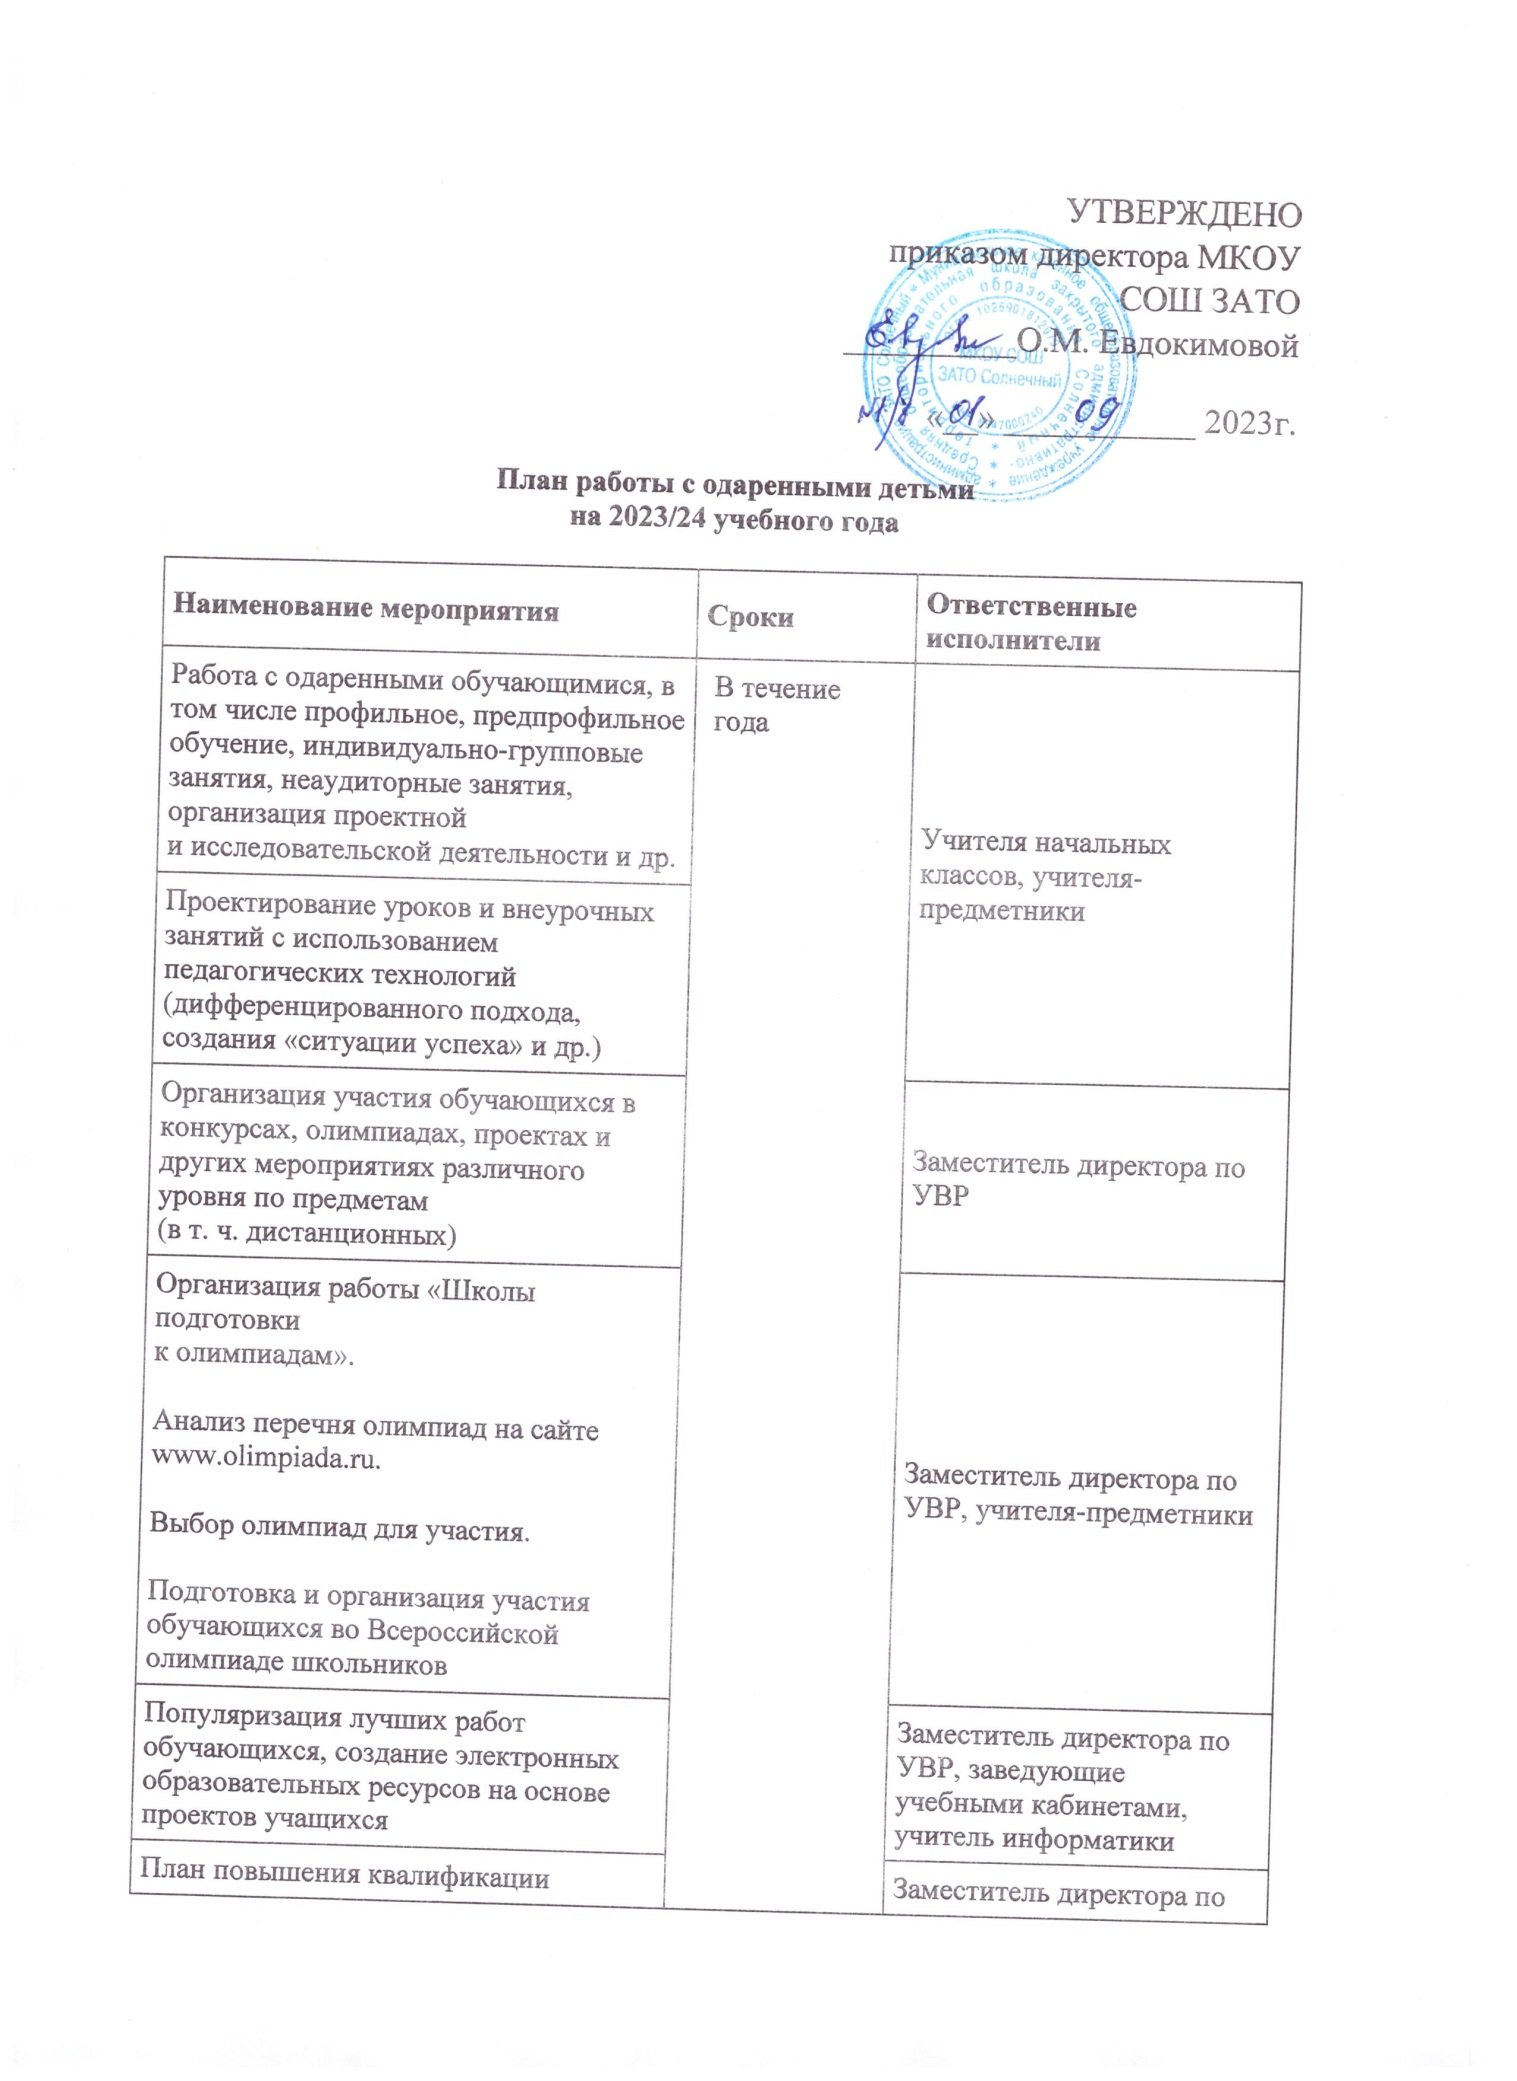 УТВЕРЖДЕНО
приказом директора МКОУ
СОШ ЗАТО
О.М. Евдокимовой
« 01 » 09 2023г.
МКОУ СОШ
ЗАТО Солнечный
План работы с одаренными детьми
на 2023/24 учебного года
Наименование мероприятия
Сроки
Ответственные
исполнители
Работа с одаренными обучающимися, в
том числе профильное, предпрофильное
обучение, индивидуально-групповые
занятия, неаудиторные занятия,
организация проектной
и исследовательской деятельности и др.
В течение
года
Учителя начальных
классов, учителя-
предметники
Проектирование уроков и внеурочных
занятий с использованием
педагогических технологий
(дифференцированного подхода,
создания «ситуации успеха» и др.)
Организация участия обучающихся в
конкурсах, олимпиадах, проектах и
других мероприятиях различного
уровня по предметам
(в т. ч. дистанционных)
Заместитель директора по
УВР
Организация работы «Школы
подготовки
к олимпиадам».
Анализ перечня олимпиад на сайте
www.olimpiada.ru.
Выбор олимпиад для участия.
Подготовка и организация участия
обучающихся во Всероссийской
олимпиаде школьников
Заместитель директора по
УВР, учителя-предметники
Популяризация лучших работ
обучающихся, создание электронных
образовательных ресурсов на основе
проектов учащихся
Заместитель директора по
УВР, заведующие
учебными кабинетами,
учитель информатики
План повышения квалификации
Заместитель директора по